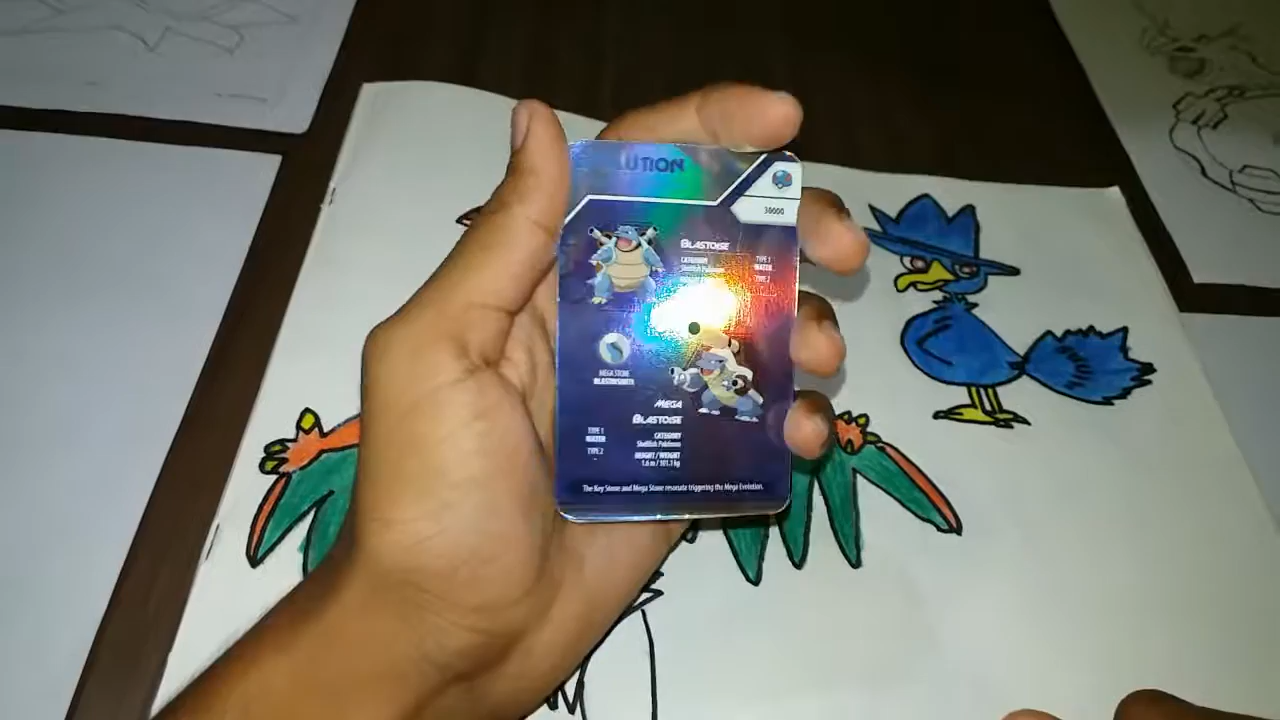 UTION
30000
BLASTOISE
CATEGORY
TYPE 1
WATER
TYPE 2
MEGA STONE
BLASTOISINITE
MEGA
BLASTOISE
TYPE 1
WATER
TYPE 2
-
CATEGORY
Shellfish Pokémon
HEIGHT / WEIGHT
1.6 m / 101.1 kg
The Key Stone and Mega Stone resonate triggering the Mega Evolution.